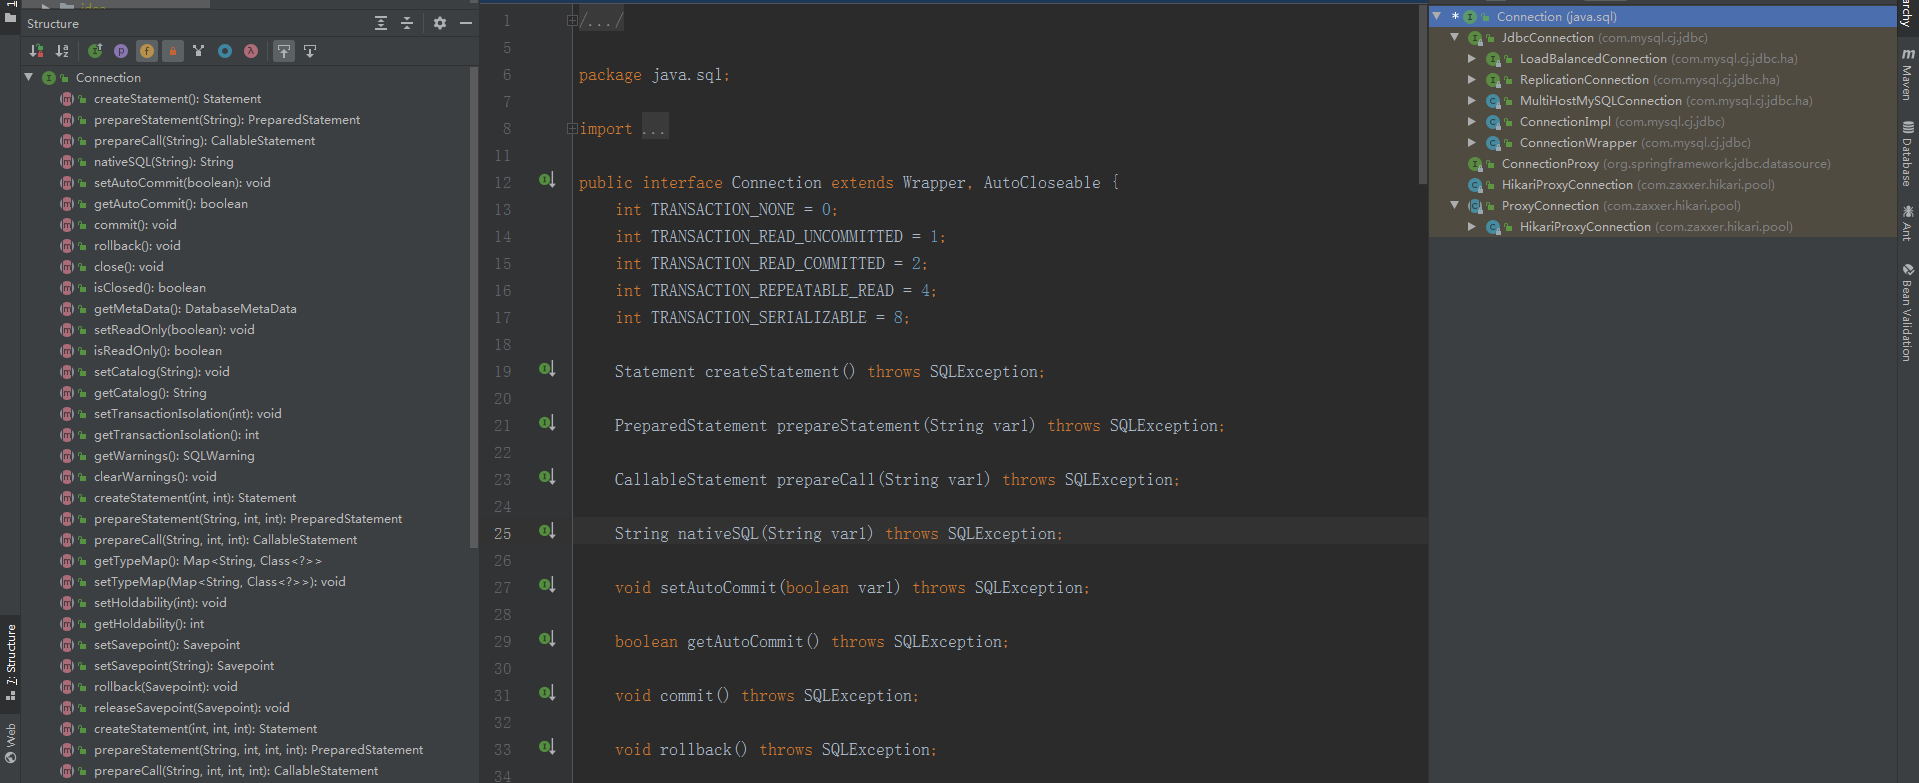 Structure
Connection
createStatement(): Statement
prepareStatement(String): PreparedStatement
prepareCall(String): CallableStatement
nativeSQL(String): String
setAutoCommit(boolean): void
getAutoCommit(): boolean
commit(): void
rollback(): void
close(): void
isClosed(): boolean
getMetaData(): DatabaseMetaData
setReadOnly(boolean): void
isReadOnly(): boolean
setCatalog(String): void
getCatalog(): String
setTransactionIsolation(int): void
getTransactionIsolation(): int
getWarnings(): SQLWarning
clearWarnings(): void
createStatement(int, int): Statement
prepareStatement(String, int, int): PreparedStatement
prepareCall(String, int, int): CallableStatement
getTypeMap(): Map<String, Class<?>>
setTypeMap(Map<String, Class<?>>): void
setHoldability(int): void
getHoldability(): int
setSavepoint(): Savepoint
setSavepoint(String): Savepoint
rollback(Savepoint): void
releaseSavepoint(Savepoint): void
createStatement(int, int, int): Statement
prepareStatement(String, int, int, int): PreparedStatement
prepareCall(String, int, int, int): CallableStatement
7: Structure
Web
1 /.../
5
6 package java.sql;
7
8 import ...
11
12 public interface Connection extends Wrapper, AutoCloseable {
13 int TRANSACTION_NONE = 0;
14 int TRANSACTION_READ_UNCOMMITTED = 1;
15 int TRANSACTION_READ_COMMITTED = 2;
16 int TRANSACTION_REPEATABLE_READ = 4;
17 int TRANSACTION_SERIALIZABLE = 8;
18
19 Statement createStatement() throws SQLException;
20
21 PreparedStatement prepareStatement(String var1) throws SQLException;
22
23 CallableStatement prepareCall(String var1) throws SQLException;
24
25 String nativeSQL(String var1) throws SQLException;
26
27 void setAutoCommit(boolean var1) throws SQLException;
28
29 boolean getAutoCommit() throws SQLException;
30
31 void commit() throws SQLException;
32
33 void rollback() throws SQLException;
34
* Connection (java.sql)
JdbcConnection (com.mysql.cj.jdbc)
LoadBalancedConnection (com.mysql.cj.jdbc.ha)
ReplicationConnection (com.mysql.cj.jdbc.ha)
MultiHostMySQLConnection (com.mysql.cj.jdbc.ha)
ConnectionImpl (com.mysql.cj.jdbc)
ConnectionWrapper (com.mysql.cj.jdbc)
ConnectionProxy (org.springframework.jdbc.datasource)
HikariProxyConnection (com.zaxxer.hikari.pool)
ProxyConnection (com.zaxxer.hikari.pool)
HikariProxyConnection (com.zaxxer.hikari.pool)
Maven
Database
Ant
Bean Validation